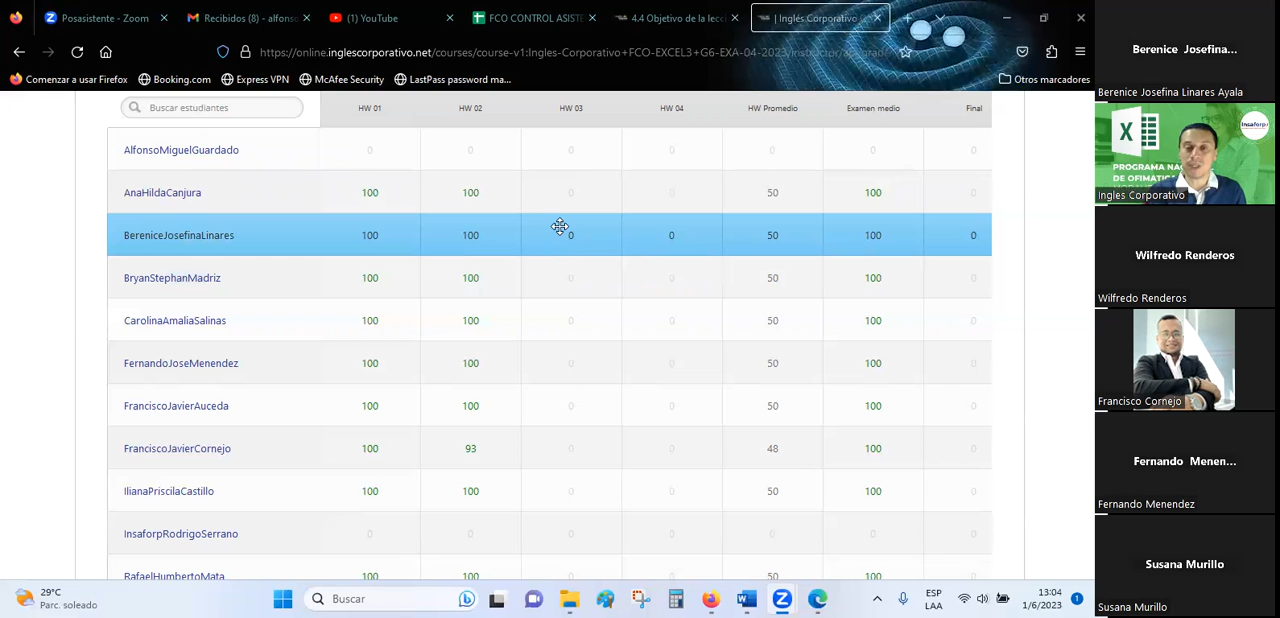 Posasistente - Zoom
Recibidos (8) - alfonso
(1) YouTube
FCO CONTROL ASISTE
4.4 Objetivo de la lecc
| Inglés Corporativo
https://online.inglescorporativo.net/courses/course-v1:Ingles-Corporativo+FCO-EXCEL3+G6-EXA-04-2023/instructor/api/grad
Comenzar a usar Firefox
Booking.com
Express VPN
McAfee Security
LastPass password ma...
Otros marcadores
Buscar estudiantes HW 01 HW 02 HW 03 HW 04 HW Promedio Examen medio Final
AlfonsoMiguelGuardado 0 0 0 0 0 0 0
AnaHildaCanjura 100 100 0 0 50 100 0
BereniceJosefinaLinares 100 100 0 0 50 100 0
BryanStephanMadriz 100 100 0 0 50 100 0
CarolinaAmaliaSalinas 100 100 0 0 50 100 0
FernandoJoseMenendez 100 100 0 0 50 100 0
FranciscoJavierAuceda 100 100 0 0 50 100 0
FranciscoJavierCornejo 100 93 0 0 48 100 0
IlianaPriscilaCastillo 100 100 0 0 50 100 0
InsaforpRodrigoSerrano 0 0 0 0 0 0 0
RafaelHumbertoMata 100 100 0 0 50 100 0
29°C
Parc. soleado
Buscar
ESP
LAA
13:04
1/6/2023
1
Berenice Josefina...
Berenice Josefina Linares Ayala
Insaforp
PROGRAMA NA
DE OFIMÁTICA
Ingles Corporativo
Wilfredo Renderos
Wilfredo Renderos
Francisco Cornejo
Fernando Menen...
Fernando Menendez
Susana Murillo
Susana Murillo